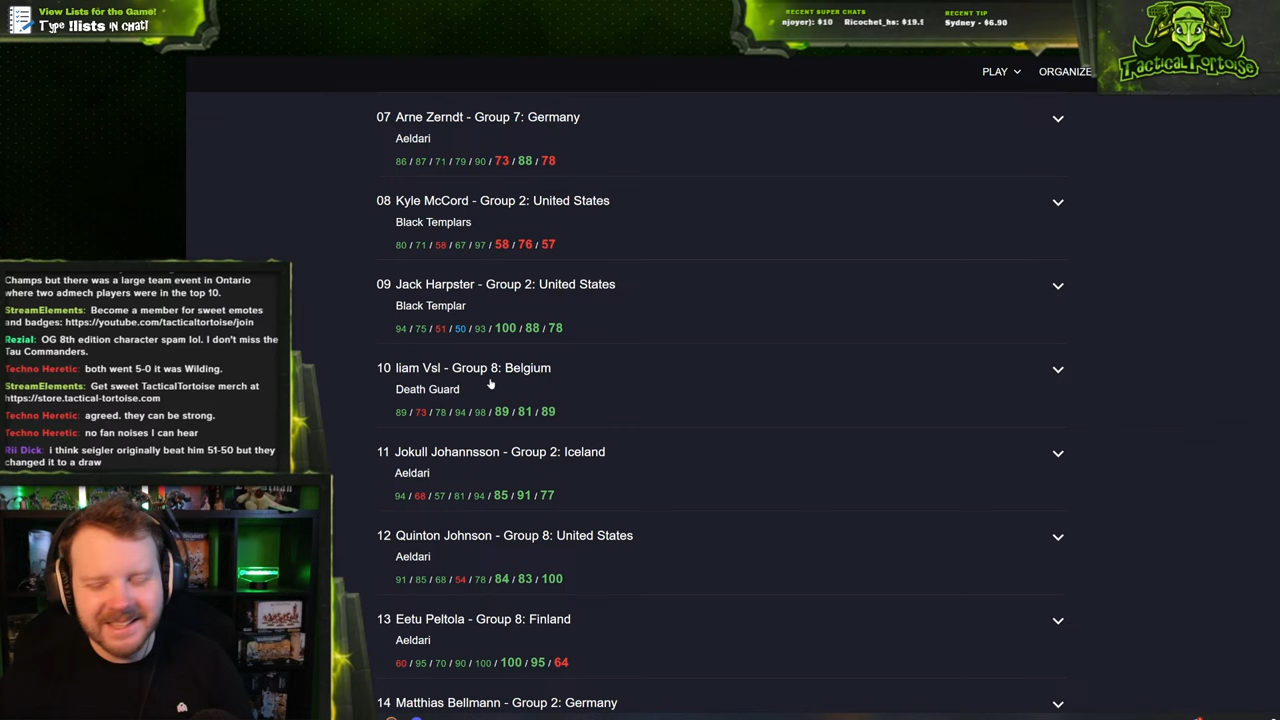 View Lists for the Game!
Type !lists in chat!
RECENT SUPER CHATS
njoyer): $10 Ricochet_hs: $19.
RECENT TIP
Sydney - $6.90
TacticalTortoise
PLAY
ORGANIZE
07 Arne Zerndt - Group 7: Germany
Aeldari
86 / 87 / 71 / 79 / 90 / 73 / 88 / 78
08 Kyle McCord - Group 2: United States
Black Templars
80 / 71 / 58 / 67 / 97 / 58 / 76 / 57
09 Jack Harpster - Group 2: United States
Black Templar
94 / 75 / 51 / 50 / 93 / 100 / 88 / 78
10 liam Vsl - Group 8: Belgium
Death Guard
89 / 73 / 78 / 94 / 98 / 89 / 81 / 89
11 Jokull Johannsson - Group 2: Iceland
Aeldari
94 / 68 / 57 / 81 / 94 / 85 / 91 / 77
12 Quinton Johnson - Group 8: United States
Aeldari
91 / 85 / 68 / 54 / 78 / 84 / 83 / 100
13 Eetu Peltola - Group 8: Finland
Aeldari
60 / 95 / 70 / 90 / 100 / 100 / 95 / 64
14 Matthias Bellmann - Group 2: Germany
Champs but there was a large team event in Ontario
where two admech players were in the top 10.
StreamElements: Become a member for sweet emotes
and badges: https://youtube.com/tacticaltortoise/join
Rezial: OG 8th edition character spam lol. I don't miss the
Tau Commanders.
Techno Heretic: both went 5-0 it was Wilding.
StreamElements: Get sweet TacticalTortoise merch at
https://store.tactical-tortoise.com
Techno Heretic: agreed. they can be strong.
Techno Heretic: no fan noises I can hear
Rii Dick: i think seigler originally beat him 51-50 but they
changed it to a draw